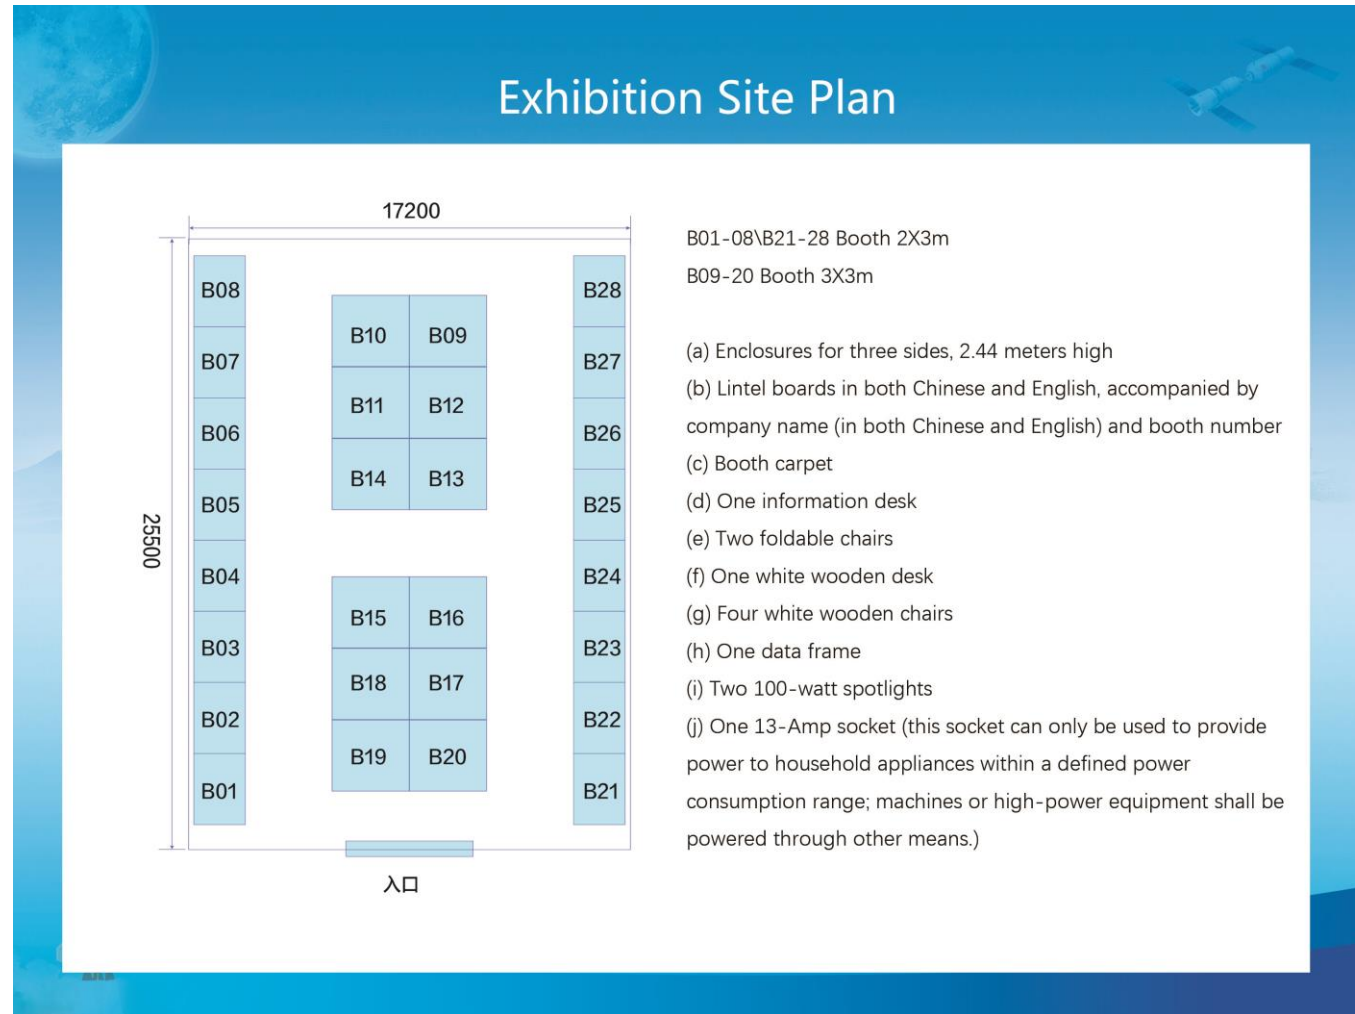 Exhibition Site Plan
17200
25500
B08
B07
B06
B05
B04
B03
B02
B01
B10 B09
B11 B12
B14 B13
B15 B16
B18 B17
B19 B20
B28
B27
B26
B25
B24
B23
B22
B21
入口
B01-08\B21-28 Booth 2X3m
B09-20 Booth 3X3m
(a) Enclosures for three sides, 2.44 meters high
(b) Lintel boards in both Chinese and English, accompanied by
company name (in both Chinese and English) and booth number
(c) Booth carpet
(d) One information desk
(e) Two foldable chairs
(f) One white wooden desk
(g) Four white wooden chairs
(h) One data frame
(i) Two 100-watt spotlights
(j) One 13-Amp socket (this socket can only be used to provide
power to household appliances within a defined power
consumption range; machines or high-power equipment shall be
powered through other means.)